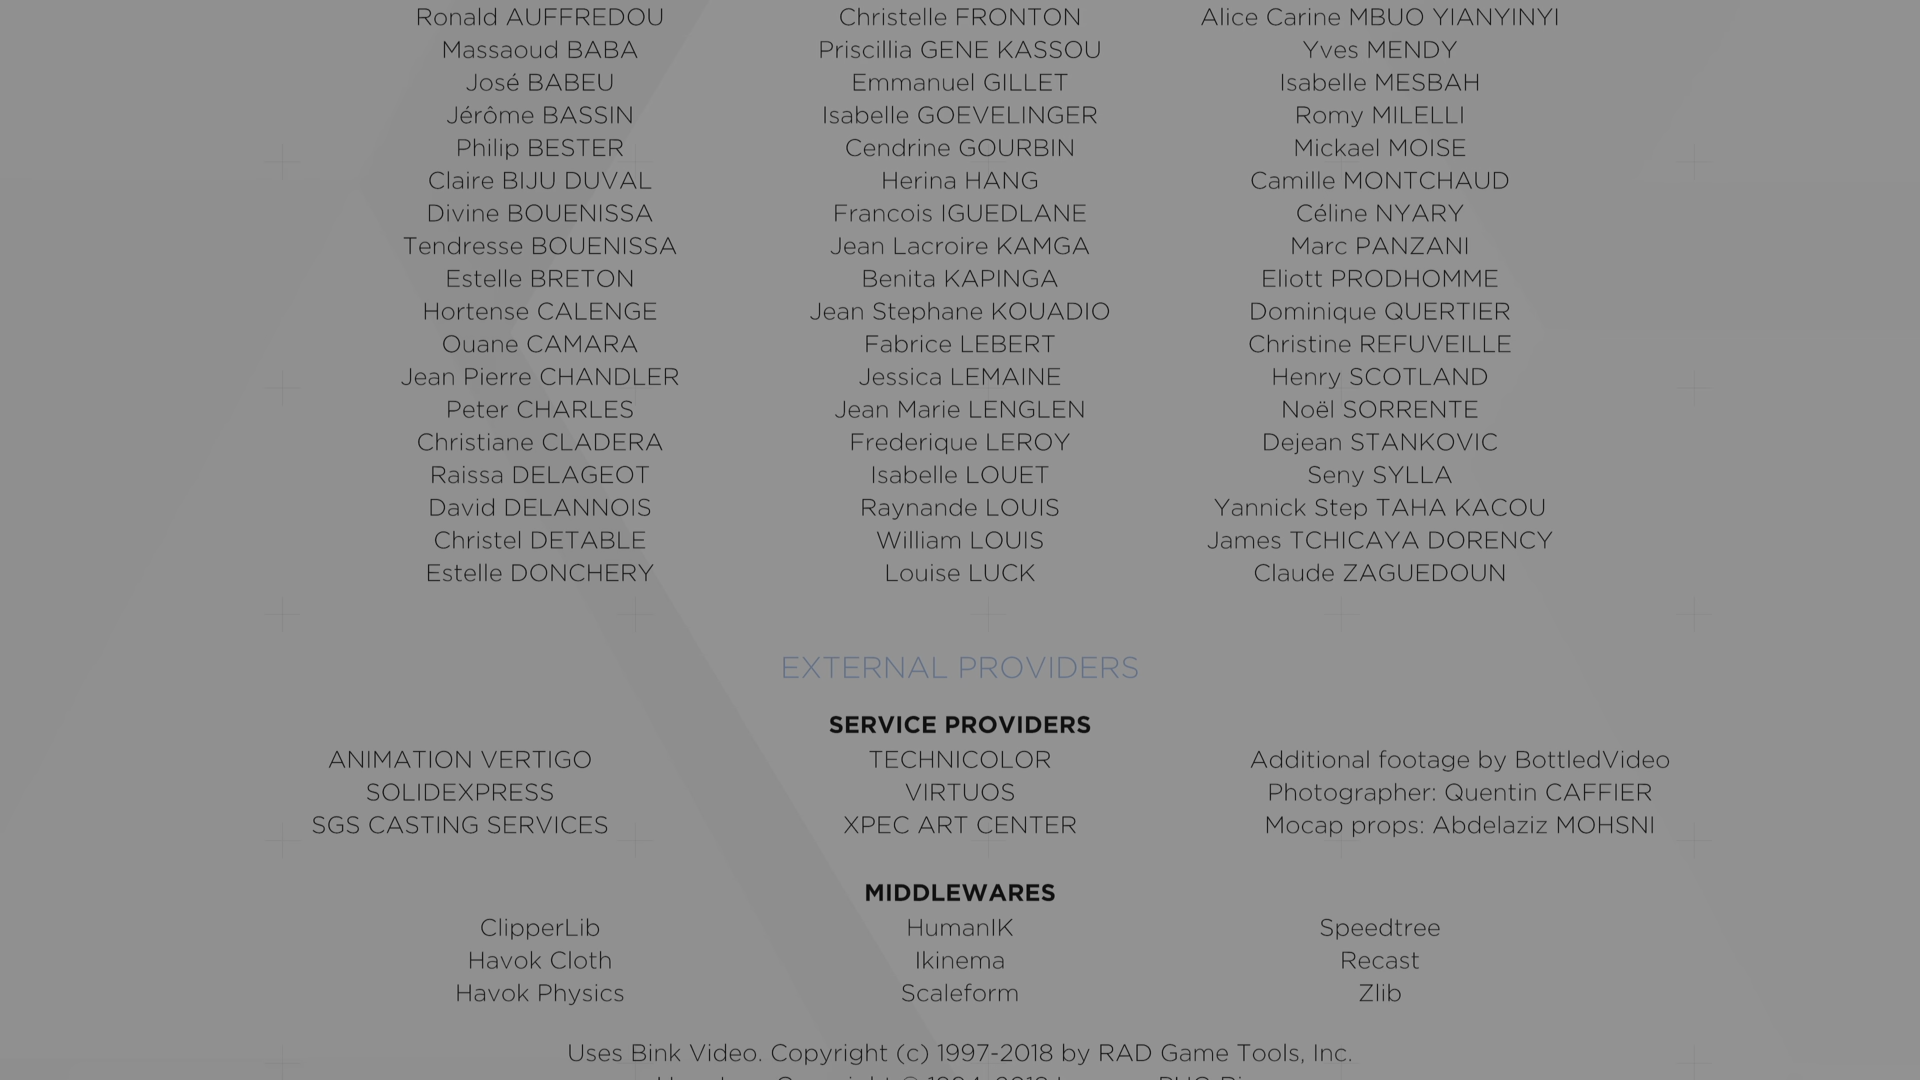 Ronald AUFFREDOU Christelle FRONTON Alice Carine MBUO YIANYINYI
Massaoud BABA Priscillia GENE KASSOU Yves MENDY
José BABEU Emmanuel GILLET Isabelle MESBAH
Jérôme BASSIN Isabelle GOEVELINGER Romy MILELLI
Philip BESTER Cendrine GOURBIN Mickael MOISE
Claire BIJU DUVAL Herina HANG Camille MONTCHAUD
Divine BOUENISSA Francois IGUEDLANE Céline NYARY
Tendresse BOUENISSA Jean Lacroire KAMGA Marc PANZANI
Estelle BRETON Benita KAPINGA Eliott PRODHOMME
Hortense CALENGE Jean Stephane KOUADIO Dominique QUERTIER
Ouane CAMARA Fabrice LEBERT Christine REFUVEILLE
Jean Pierre CHANDLER Jessica LEMAINE Henry SCOTLAND
Peter CHARLES Jean Marie LENGLEN Noël SORRENTE
Christiane CLADERA Frederique LEROY Dejean STANKOVIC
Raissa DELAGEOT Isabelle LOUET Seny SYLLA
David DELANNOIS Raynande LOUIS Yannick Step TAHA KACOU
Christel DETABLE William LOUIS James TCHICAYA DORENCY
Estelle DONCHERY Louise LUCK Claude ZAGUEDOUN
EXTERNAL PROVIDERS
SERVICE PROVIDERS
ANIMATION VERTIGO TECHNICOLOR Additional footage by BottledVideo
SOLIDEXPRESS VIRTUOS Photographer: Quentin CAFFIER
SGS CASTING SERVICES XPEC ART CENTER Mocap props: Abdelaziz MOHSNI
MIDDLEWARES
ClipperLib HumanIK Speedtree
Havok Cloth Ikinema Recast
Havok Physics Scaleform Zlib
Uses Bink Video. Copyright (c) 1997-2018 by RAD Game Tools, Inc.